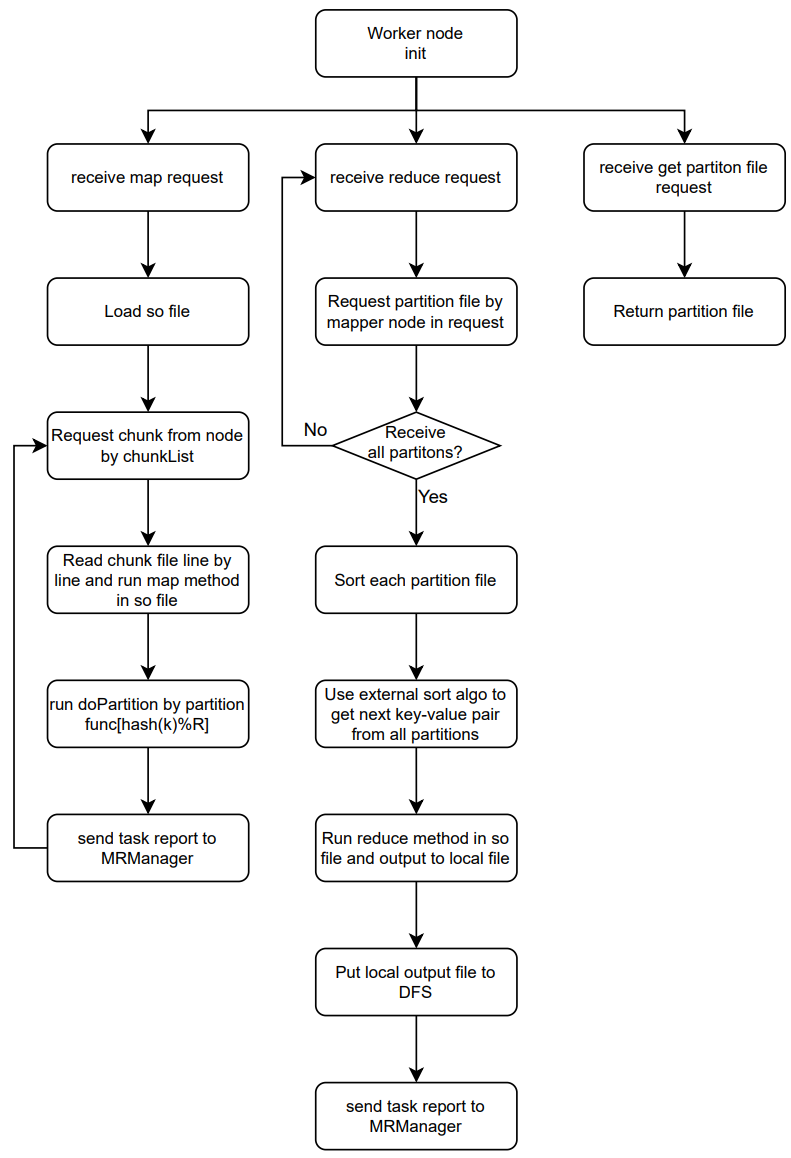 Worker node
init
receive map request
receive reduce request
receive get partiton file
request
Load so file
Request partition file by
mapper node in request
Return partition file
Request chunk from node
by chunkList
No
Receive
all partitons?
Yes
Read chunk file line by
line and run map method
in so file
Sort each partition file
run doPartition by partition
func[hash(k)%R]
Use external sort algo to
get next key-value pair
from all partitions
send task report to
MRManager
Run reduce method in so
file and output to local file
Put local output file to
DFS
send task report to
MRManager